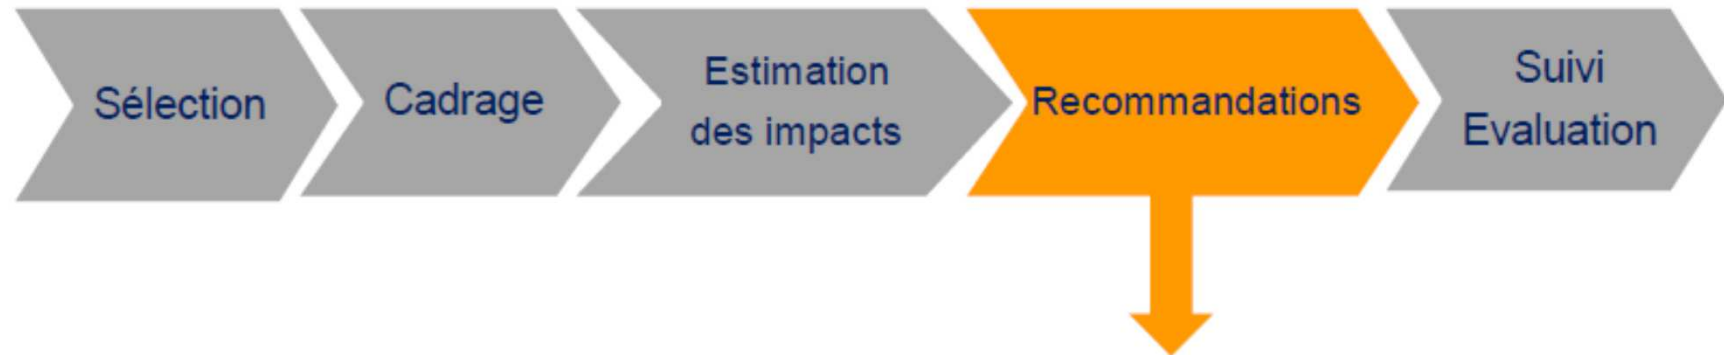 Sélection
Cadrage
Estimation
des impacts
Recommandations
Suivi
Evaluation